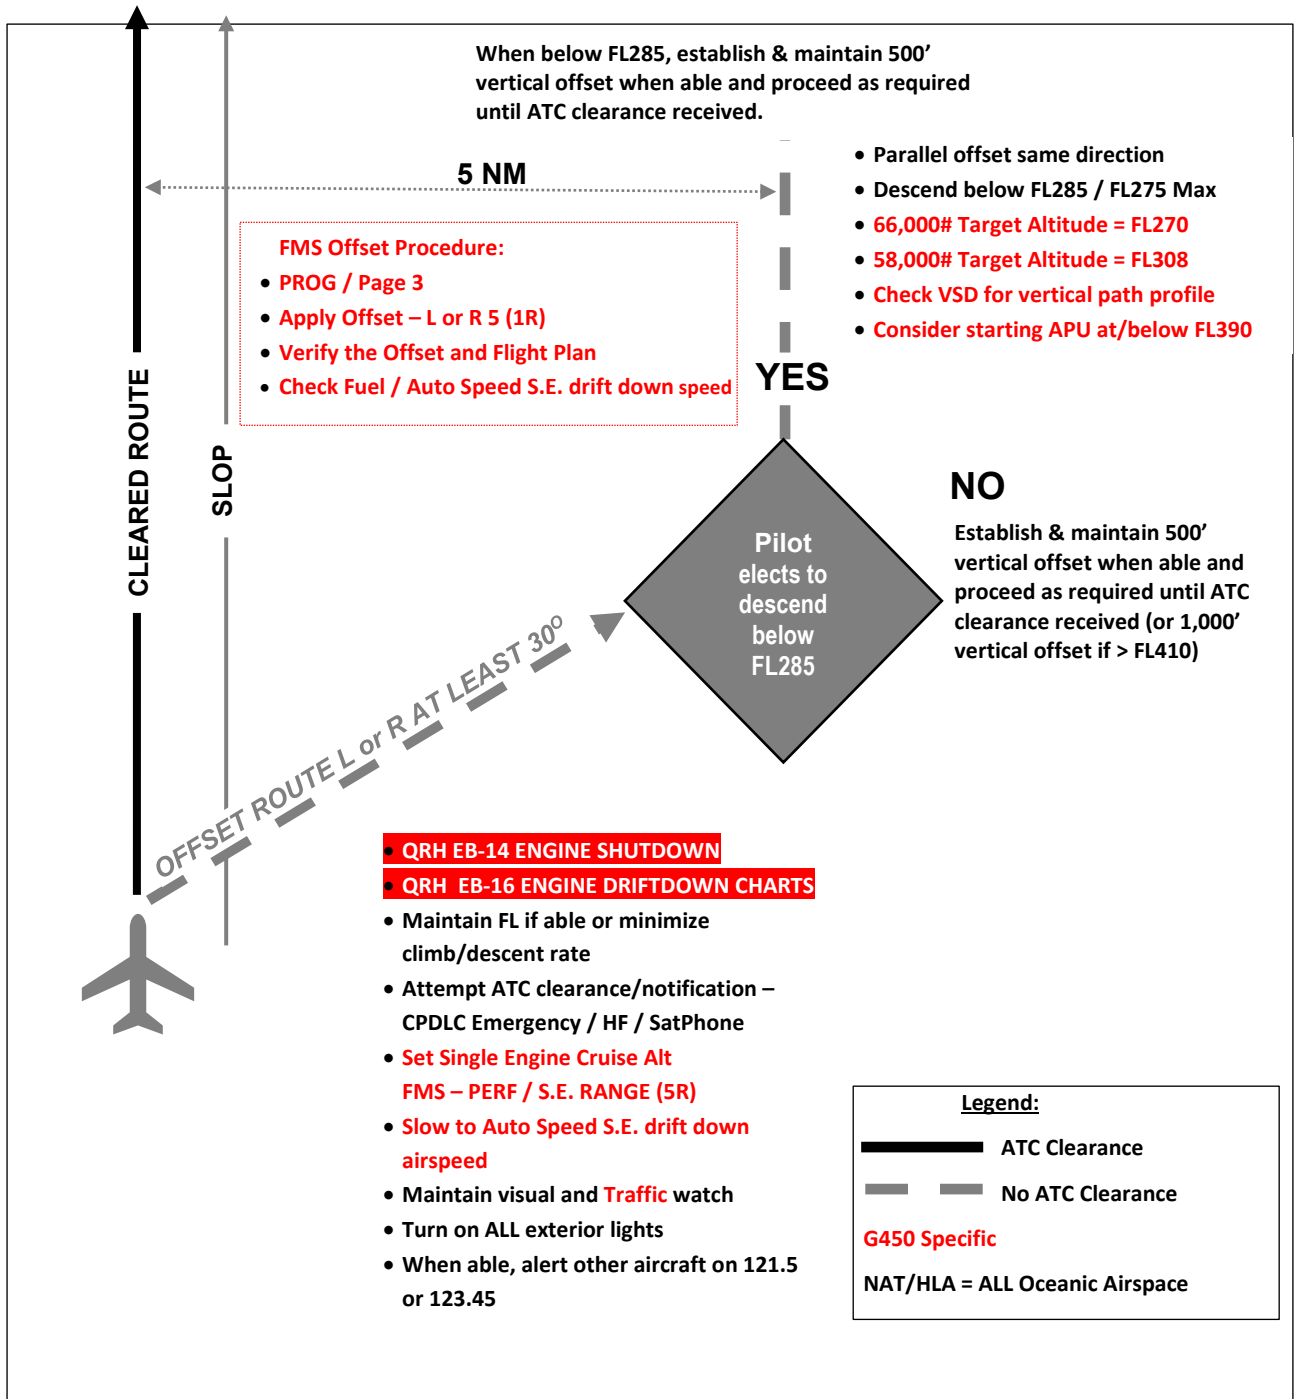 When below FL285, establish & maintain 500’
vertical offset when able and proceed as required
until ATC clearance received.
5 NM
• Parallel offset same direction
• Descend below FL285 / FL275 Max
• 66,000# Target Altitude = FL270
• 58,000# Target Altitude = FL308
• Check VSD for vertical path profile
• Consider starting APU at/below FL390
FMS Offset Procedure:
• PROG / Page 3
• Apply Offset – L or R 5 (1R)
• Verify the Offset and Flight Plan
• Check Fuel / Auto Speed S.E. drift down speed
YES
CLEARED ROUTE
SLOP
Pilot
elects to
descend
below
FL285
NO
Establish & maintain 500’
vertical offset when able and
proceed as required until ATC
clearance received (or 1,000’
vertical offset if > FL410)
OFFSET ROUTE L or R AT LEAST 30°
• QRH EB-14 ENGINE SHUTDOWN
• QRH EB-16 ENGINE DRIFTDOWN CHARTS
• Maintain FL if able or minimize
climb/descent rate
• Attempt ATC clearance/notification –
CPDLC Emergency / HF / SatPhone
• Set Single Engine Cruise Alt
FMS – PERF / S.E. RANGE (5R)
• Slow to Auto Speed S.E. drift down
airspeed
• Maintain visual and Traffic watch
• Turn on ALL exterior lights
• When able, alert other aircraft on 121.5
or 123.45
Legend:
ATC Clearance
No ATC Clearance
G450 Specific
NAT/HLA = ALL Oceanic Airspace